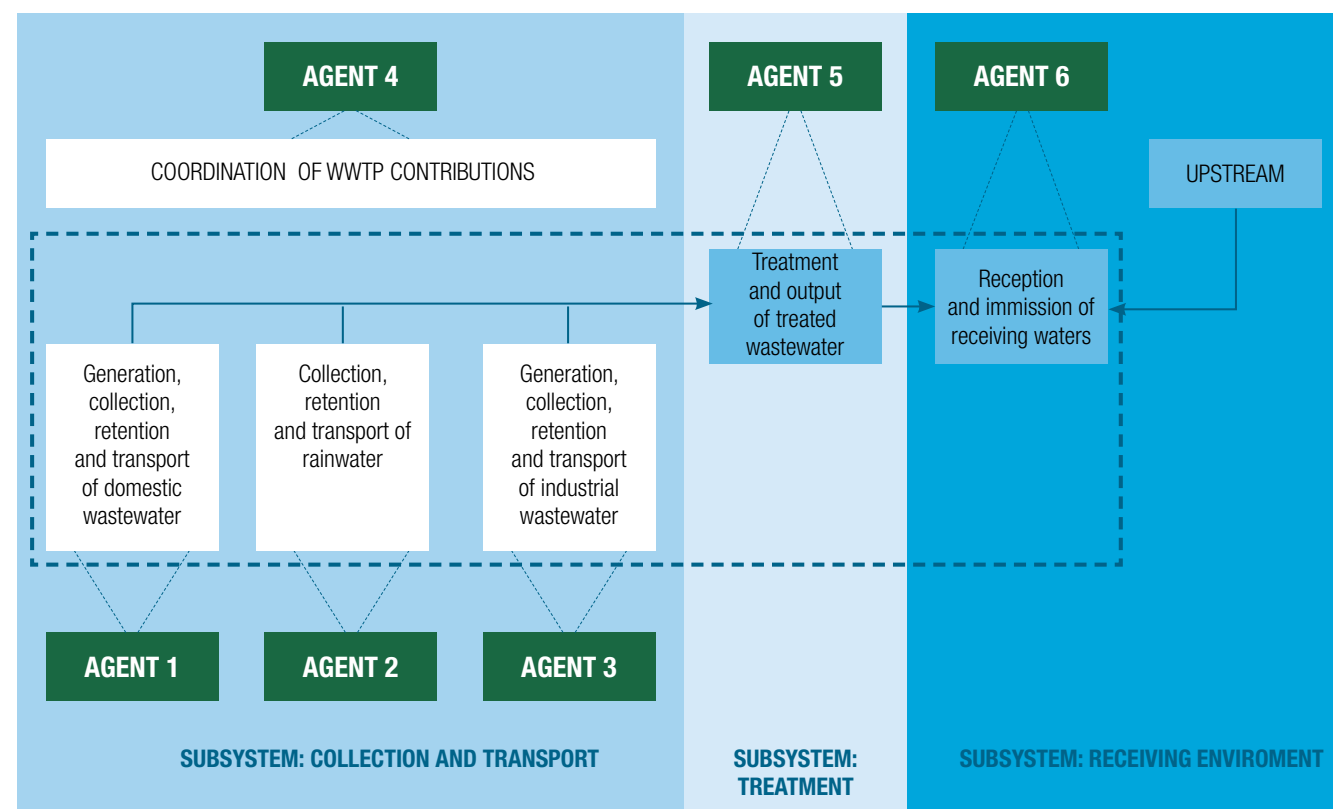 AGENT 4
AGENT 5
AGENT 6
COORDINATION OF WWTP CONTRIBUTIONS
UPSTREAM
Treatment
and output
of treated
wastewater
Reception
and immission of
receiving waters
Generation,
collection,
retention
and transport
of domestic
wastewater
Collection,
retention
and transport of
rainwater
Generation,
collection,
retention
and transport
of industrial
wastewater
AGENT 1
AGENT 2
AGENT 3
SUBSYSTEM: COLLECTION AND TRANSPORT
SUBSYSTEM:
TREATMENT
SUBSYSTEM: RECEIVING ENVIROMENT